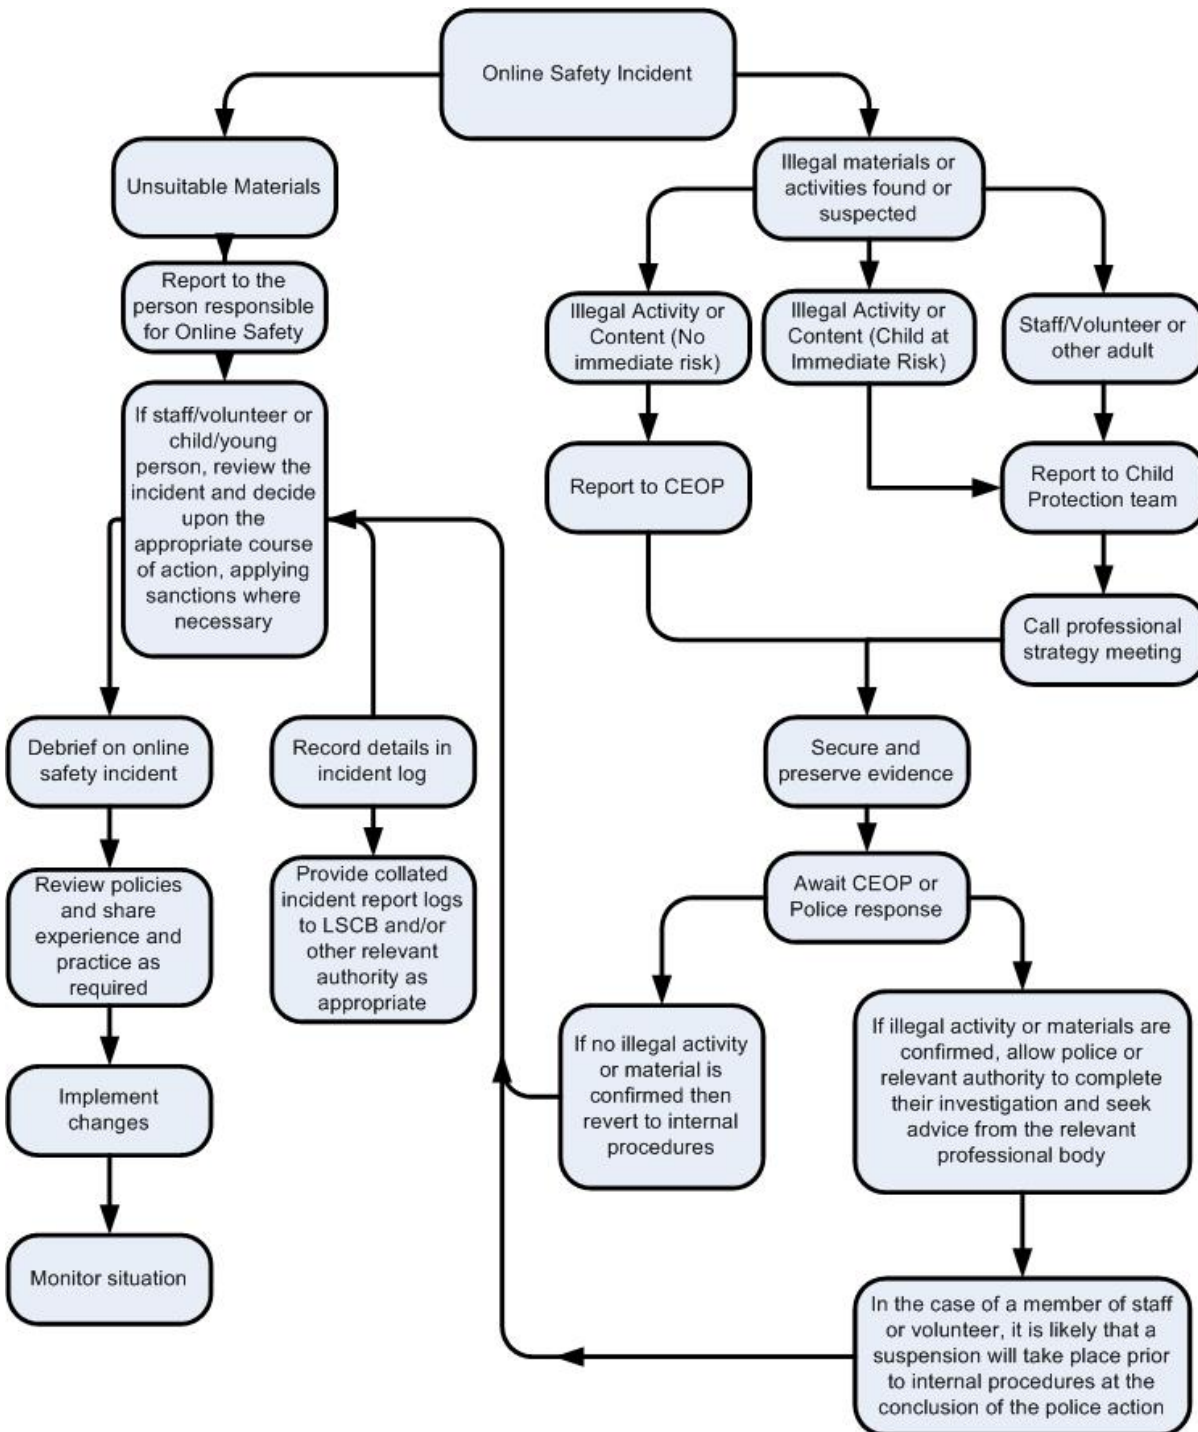 Online Safety Incident
Unsuitable Materials
Illegal materials or
activities found or
suspected
Report to the
person responsible
for Online Safety
Illegal Activity or
Content (No
immediate risk)
Illegal Activity or
Content (Child at
Immediate Risk)
Staff/Volunteer or
other adult
If staff/volunteer or
child/young
person, review the
incident and decide
upon the
appropriate course
of action, applying
sanctions where
necessary
Report to CEOP
Report to Child
Protection team
Call professional
strategy meeting
Debrief on online
safety incident
Record details in
incident log
Secure and
preserve evidence
Review policies
and share
experience and
practice as
required
Provide collated
incident report logs
to LSCB and/or
other relevant
authority as
appropriate
Await CEOP or
Police response
If no illegal activity
or material is
confirmed then
revert to internal
procedures
If illegal activity or materials are
confirmed, allow police or
relevant authority to complete
their investigation and seek
advice from the relevant
professional body
Implement
changes
Monitor situation
In the case of a member of staff
or volunteer, it is likely that a
suspension will take place prior
to internal procedures at the
conclusion of the police action